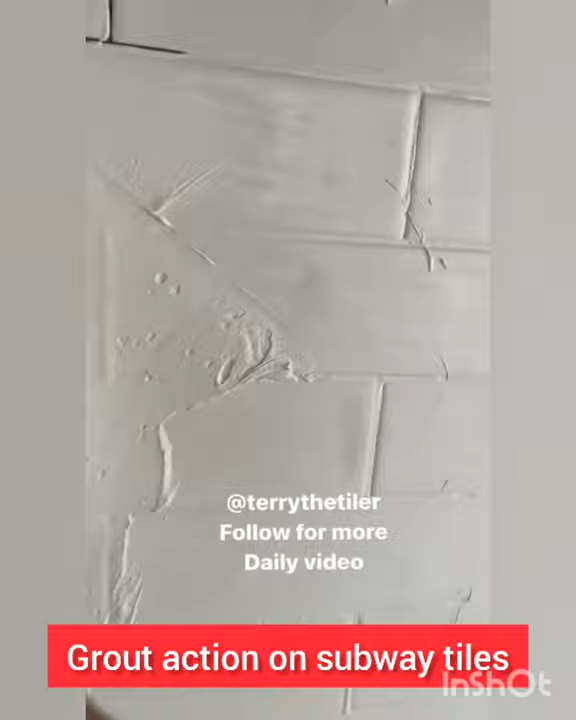 @terrythetiler
Follow for more
Daily video
Grout action on subway tiles
InShOt